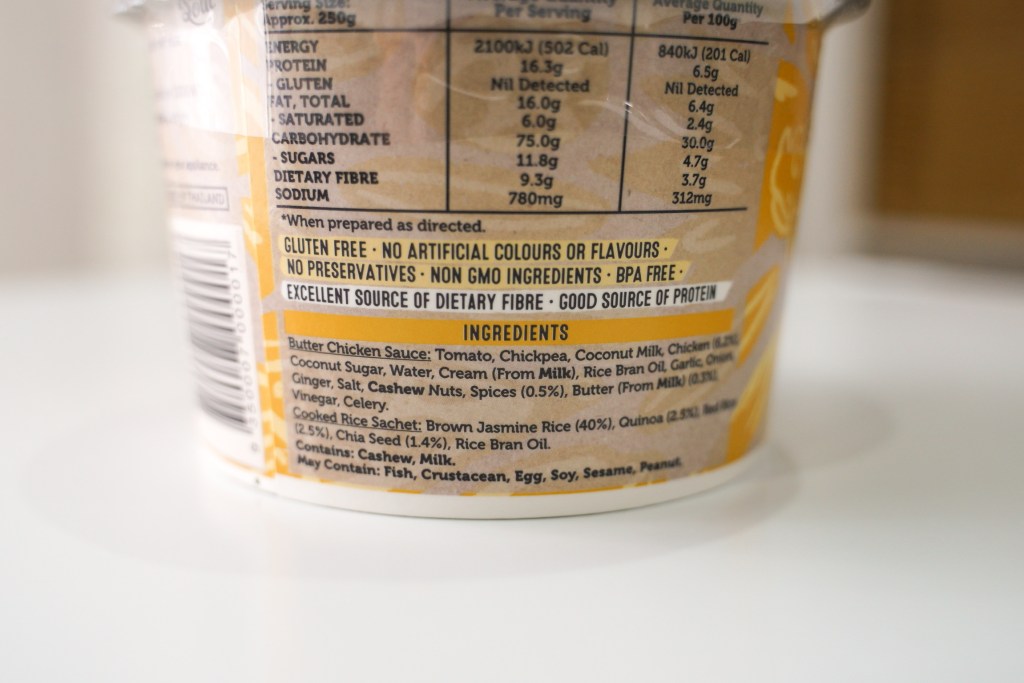 Serving Size:
Approx. 250g
Average Quantity
Per Serving
Average Quantity
Per 100g
ENERGY 2100kJ (502 Cal) 840kJ (201 Cal)
PROTEIN 16.3g 6.5g
- GLUTEN Nil Detected Nil Detected
FAT, TOTAL 16.0g 6.4g
- SATURATED 6.0g 2.4g
CARBOHYDRATE 75.0g 30.0g
- SUGARS 11.8g 4.7g
DIETARY FIBRE 9.3g 3.7g
SODIUM 780mg 312mg
*When prepared as directed.
GLUTEN FREE · NO ARTIFICIAL COLOURS OR FLAVOURS ·
NO PRESERVATIVES · NON GMO INGREDIENTS · BPA FREE ·
EXCELLENT SOURCE OF DIETARY FIBRE · GOOD SOURCE OF PROTEIN
INGREDIENTS
Butter Chicken Sauce: Tomato, Chickpea, Coconut Milk, Chicken
Coconut Sugar, Water, Cream (From Milk), Rice Bran Oil, Garlic, Onion,
Ginger, Salt, Cashew Nuts, Spices (0.5%), Butter (From Milk)
Vinegar, Celery.
Cooked Rice Sachet: Brown Jasmine Rice (40%), Quinoa (2.5%),
(2.5%), Chia Seed (1.4%), Rice Bran Oil.
Contains: Cashew, Milk.
May Contain: Fish, Crustacean, Egg, Soy, Sesame, Peanut.